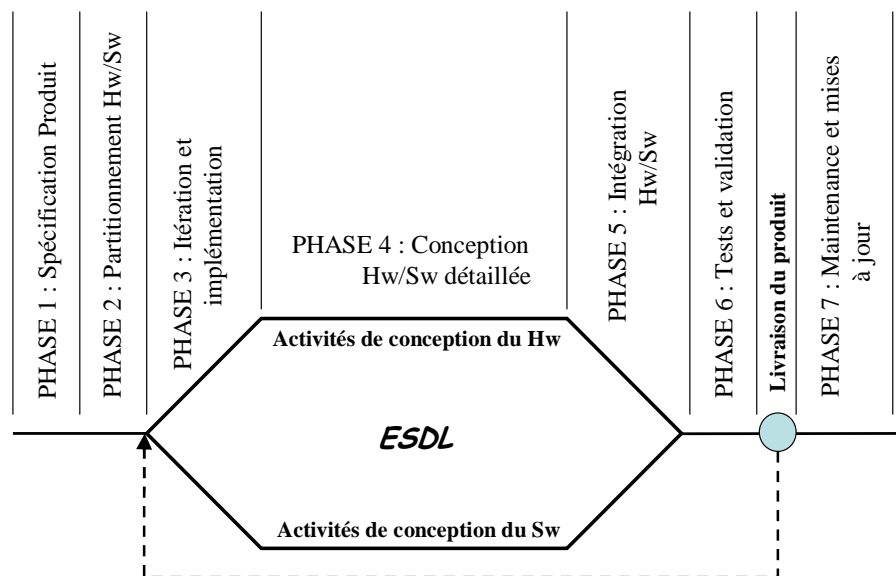 PHASE 1 : Spécification Produit
PHASE 2 : Partitionnement Hw/Sw
PHASE 3 : Itération et
implémentation
PHASE 4 : Conception
Hw/Sw détaillée
PHASE 5 : Intégration
Hw/Sw
PHASE 6 : Tests et validation
Livraison du produit
PHASE 7 : Maintenance et mises
à jour
Activités de conception du Hw
ESDL
Activités de conception du Sw